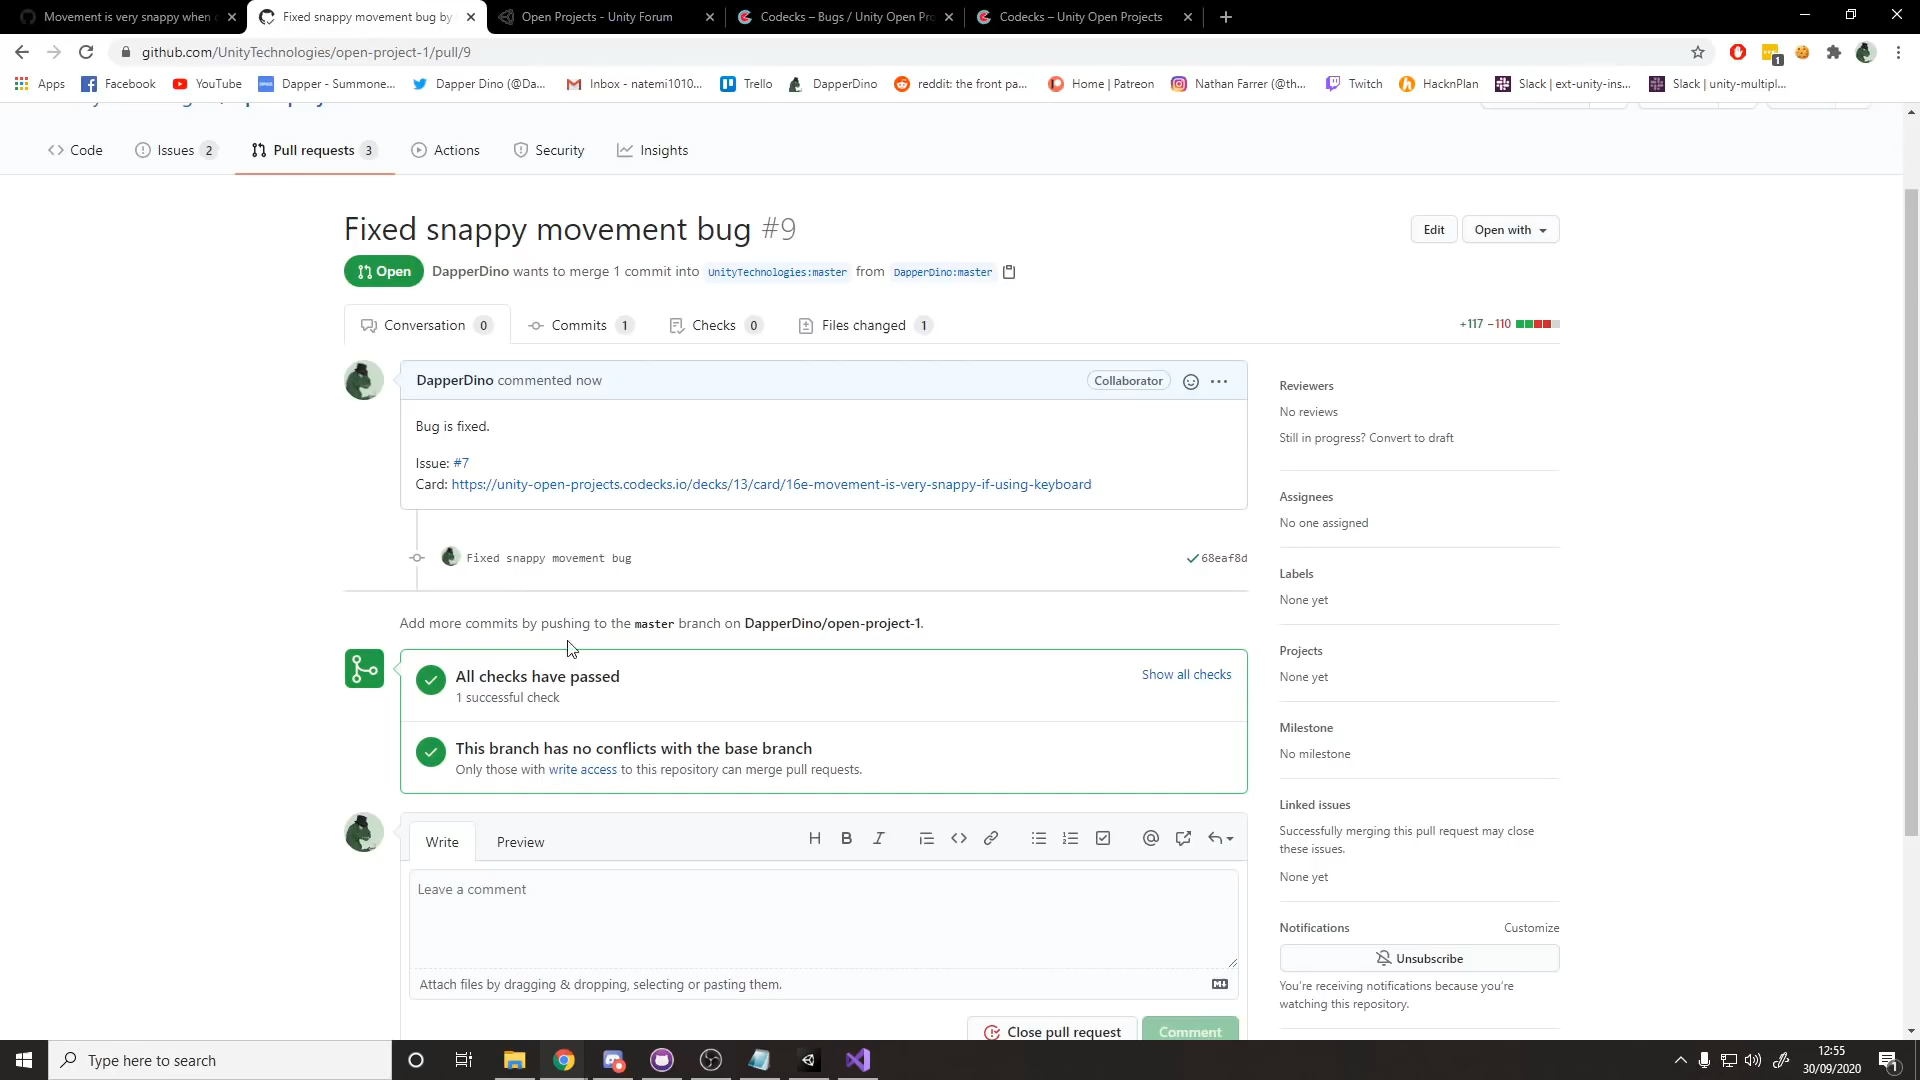 Movement is very snappy when
Fixed snappy movement bug by
Open Projects - Unity Forum
Codecks – Bugs / Unity Open Pr
Codecks – Unity Open Projects
github.com/UnityTechnologies/open-project-1/pull/9
1
Apps
Facebook
YouTube
Dapper - Summone...
Dapper Dino (@Da...
Inbox - natemi1010...
Trello
DapperDino
reddit: the front pa...
Home | Patreon
Nathan Farrer (@th...
Twitch
HacknPlan
Slack | ext-unity-ins...
Slack | unity-multipl...
Code
Issues 2
Pull requests 3
Actions
Security
Insights
Fixed snappy movement bug #9
Edit
Open with
Open
DapperDino wants to merge 1 commit into UnityTechnologies:master from DapperDino:master
Conversation 0
Commits 1
Checks 0
Files changed 1
+117 −110
DapperDino commented now
Collaborator
Bug is fixed.
Issue: #7
Card: https://unity-open-projects.codecks.io/decks/13/card/16e-movement-is-very-snappy-if-using-keyboard
Fixed snappy movement bug
68eaf8d
Add more commits by pushing to the master branch on DapperDino/open-project-1.
All checks have passed
1 successful check
Show all checks
This branch has no conflicts with the base branch
Only those with write access to this repository can merge pull requests.
Write
Preview
Leave a comment
Attach files by dragging & dropping, selecting or pasting them.
Close pull request
Comment
Reviewers
No reviews
Still in progress? Convert to draft
Assignees
No one assigned
Labels
None yet
Projects
None yet
Milestone
No milestone
Linked issues
Successfully merging this pull request may close
these issues.
None yet
Notifications
Customize
Unsubscribe
You're receiving notifications because you're
watching this repository.
Type here to search
12:55
30/09/2020
1